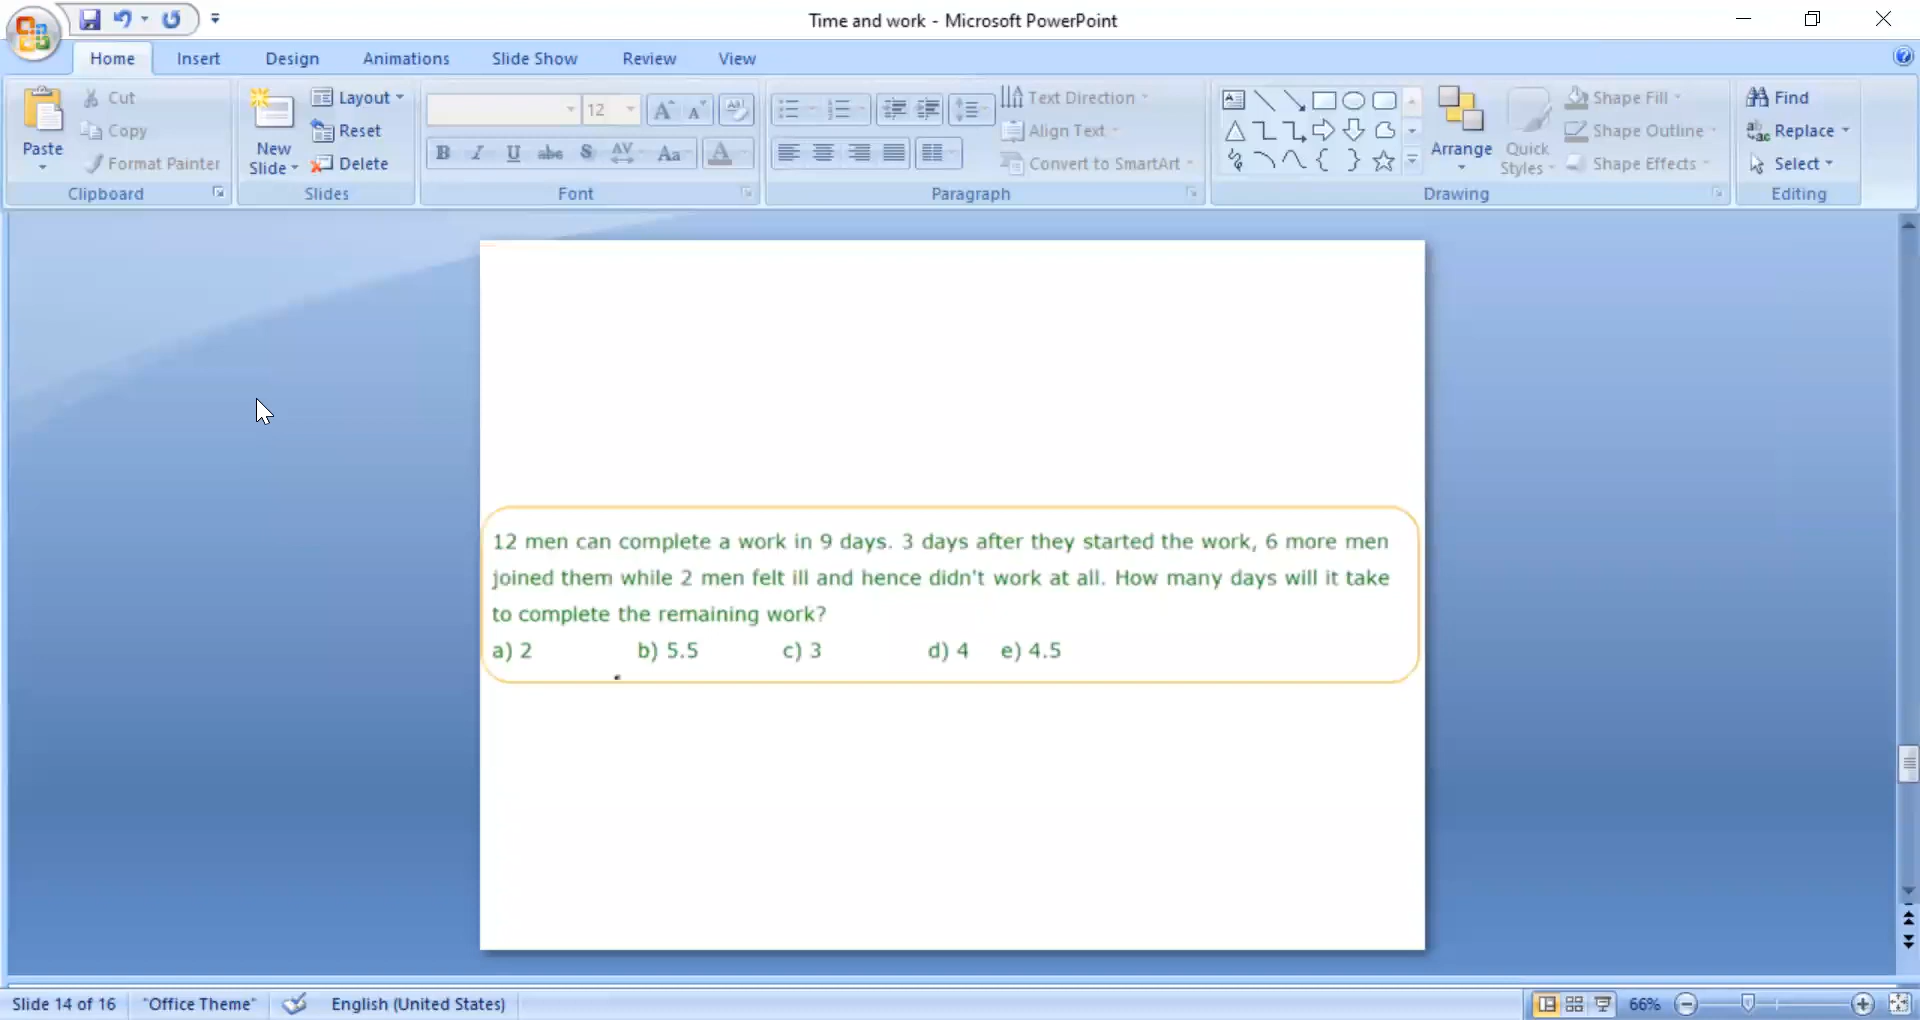 Time and work - Microsoft PowerPoint
Home Insert Design Animations Slide Show Review View
Paste Cut Copy Format Painter Clipboard
New Slide Layout Reset Delete Slides
12 B I U abc S AV Aa A Font
Text Direction Align Text Convert to SmartArt Paragraph
Arrange Quick Styles Shape Fill Shape Outline Shape Effects Drawing
Find Replace Select Editing
12 men can complete a work in 9 days. 3 days after they started the work, 6 more men
joined them while 2 men felt ill and hence didn't work at all. How many days will it take
to complete the remaining work?
a) 2 b) 5.5 c) 3 d) 4 e) 4.5
Slide 14 of 16 "Office Theme" English (United States) 66%